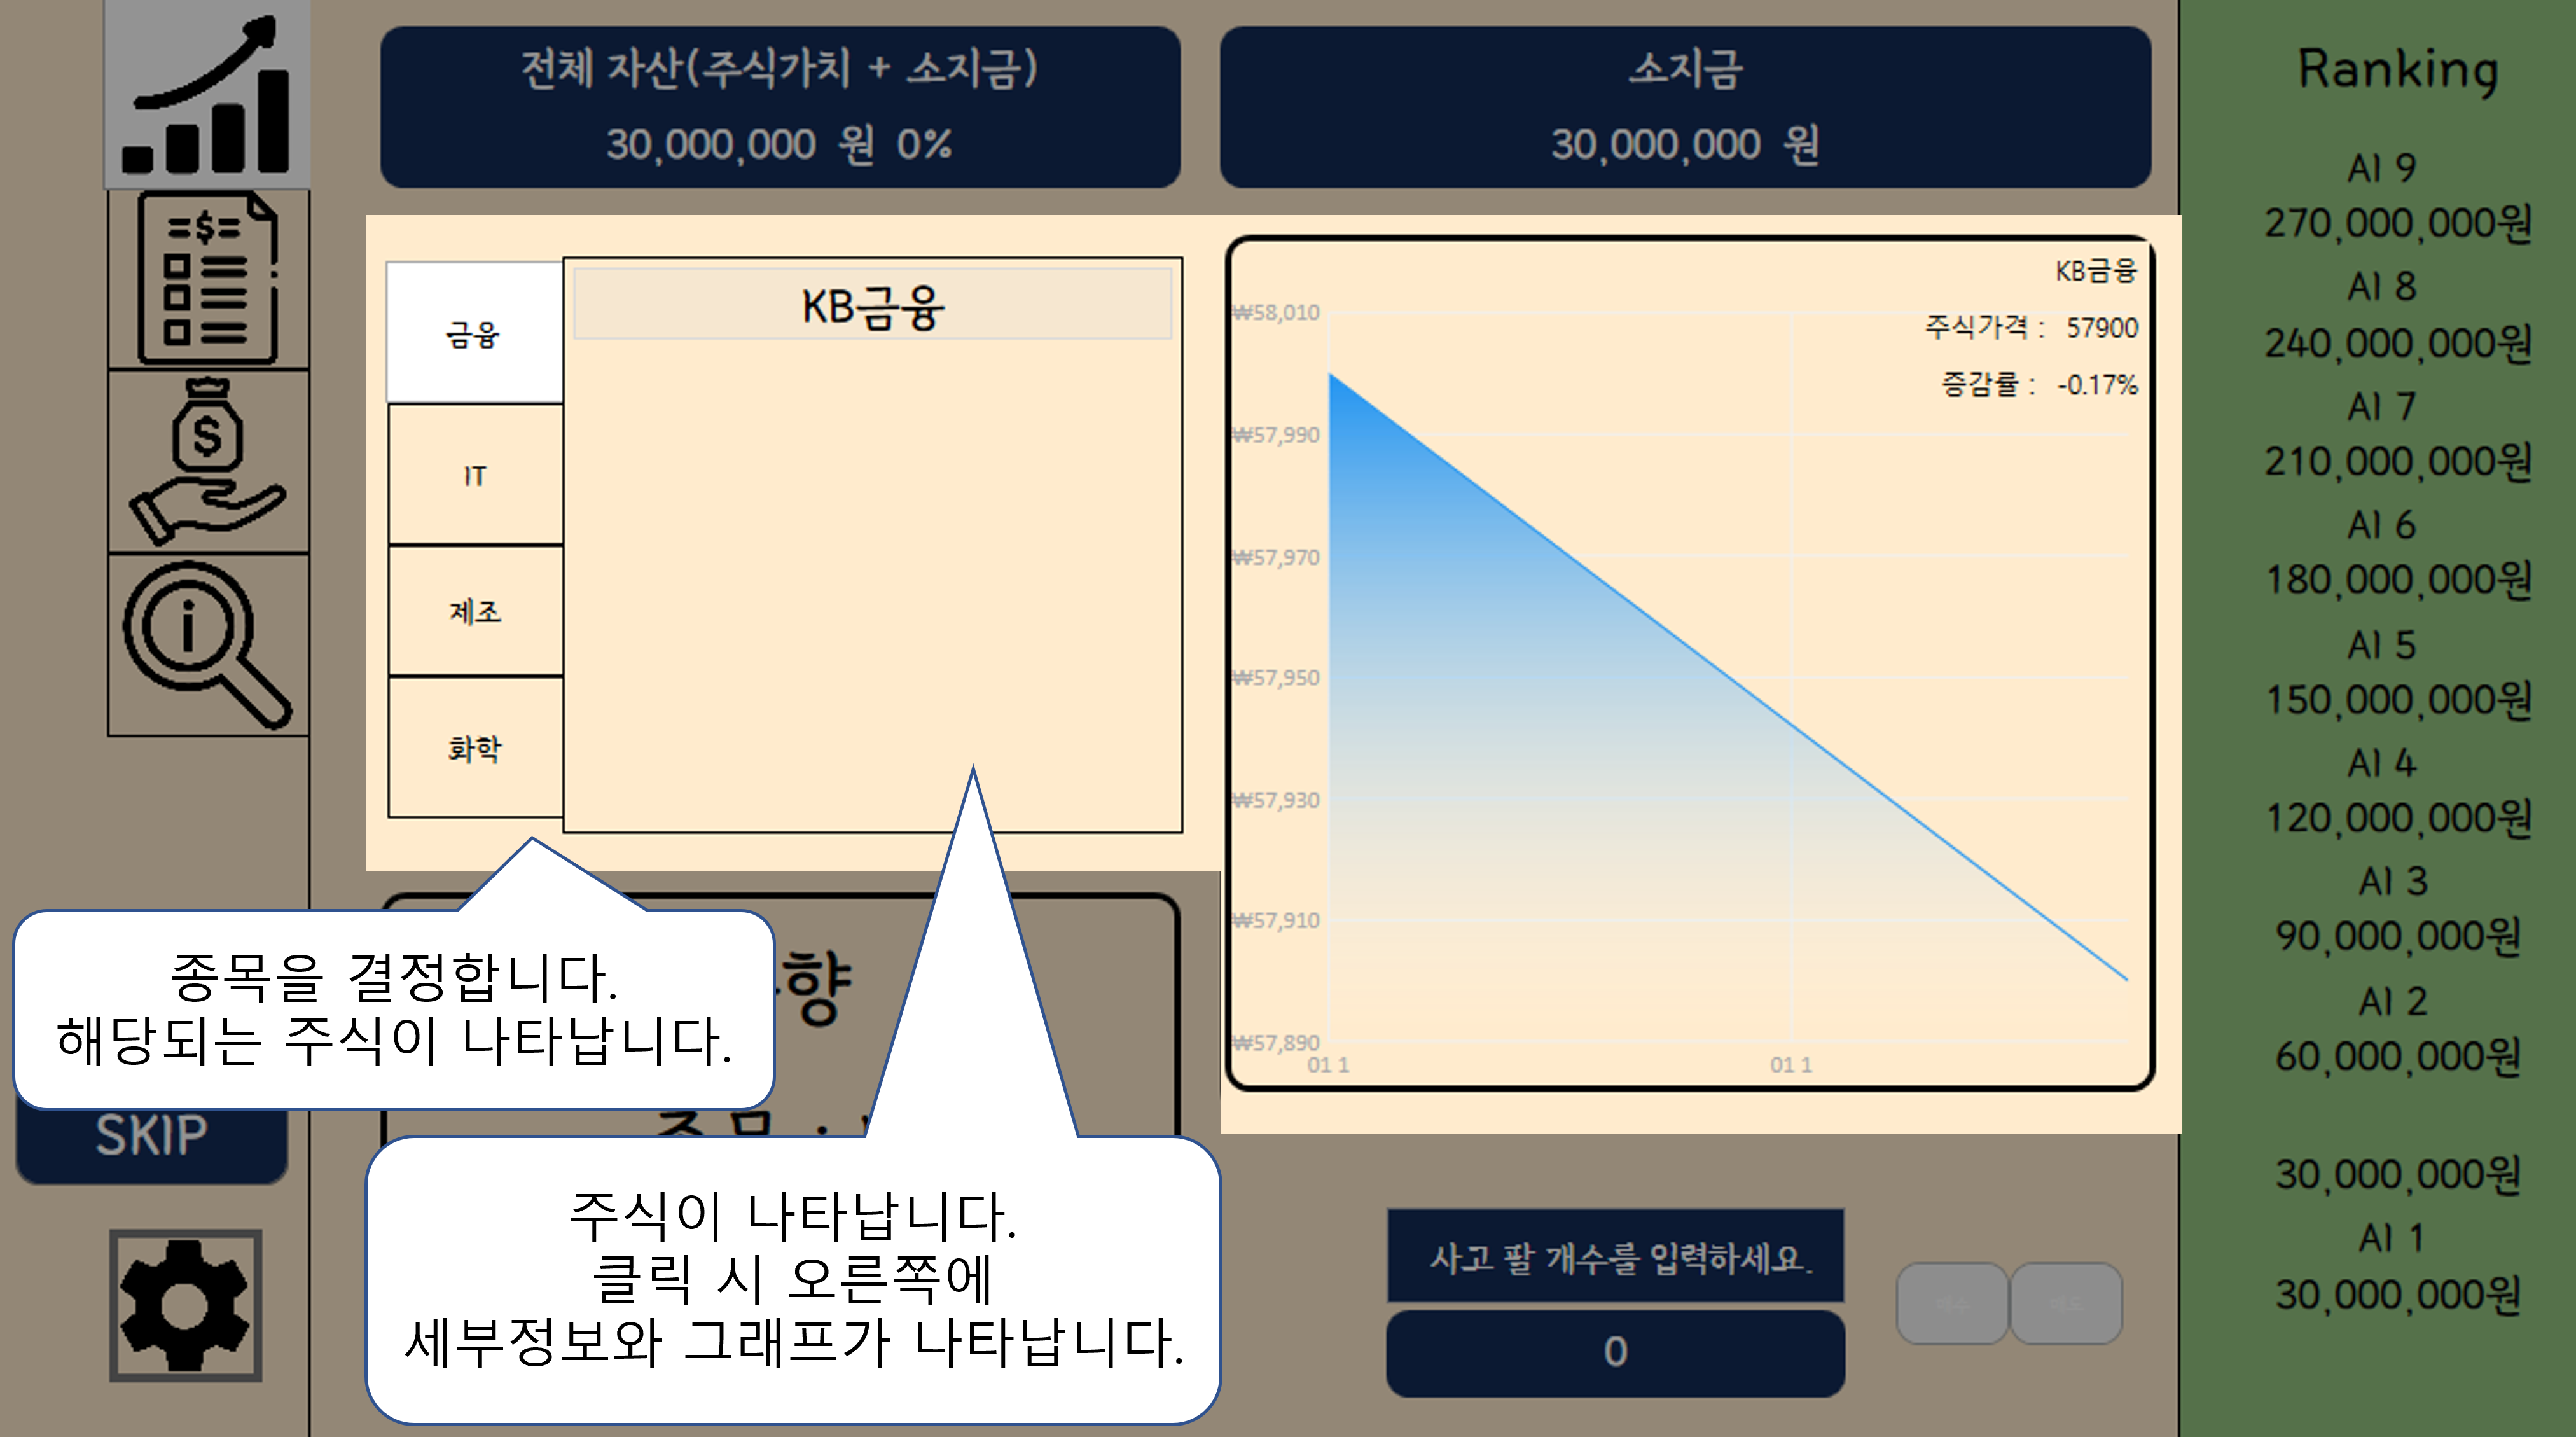 전체 자산(주식가치 + 소지금)
30,000,000 원 0%
소지금
30,000,000 원
금융
IT
제조
화학
KB금융
KB금융
주식가격 : 57900
증감률 : -0.17%
₩58,010
₩57,990
₩57,970
₩57,950
₩57,930
₩57,910
₩57,890
01 1
01 1
종목을 결정합니다.
해당되는 주식이 나타납니다.
주식이 나타납니다.
클릭 시 오른쪽에
세부정보와 그래프가 나타납니다.
SKIP
사고 팔 개수를 입력하세요.
0
Ranking
AI 9
270,000,000원
AI 8
240,000,000원
AI 7
210,000,000원
AI 6
180,000,000원
AI 5
150,000,000원
AI 4
120,000,000원
AI 3
90,000,000원
AI 2
60,000,000원
30,000,000원
AI 1
30,000,000원